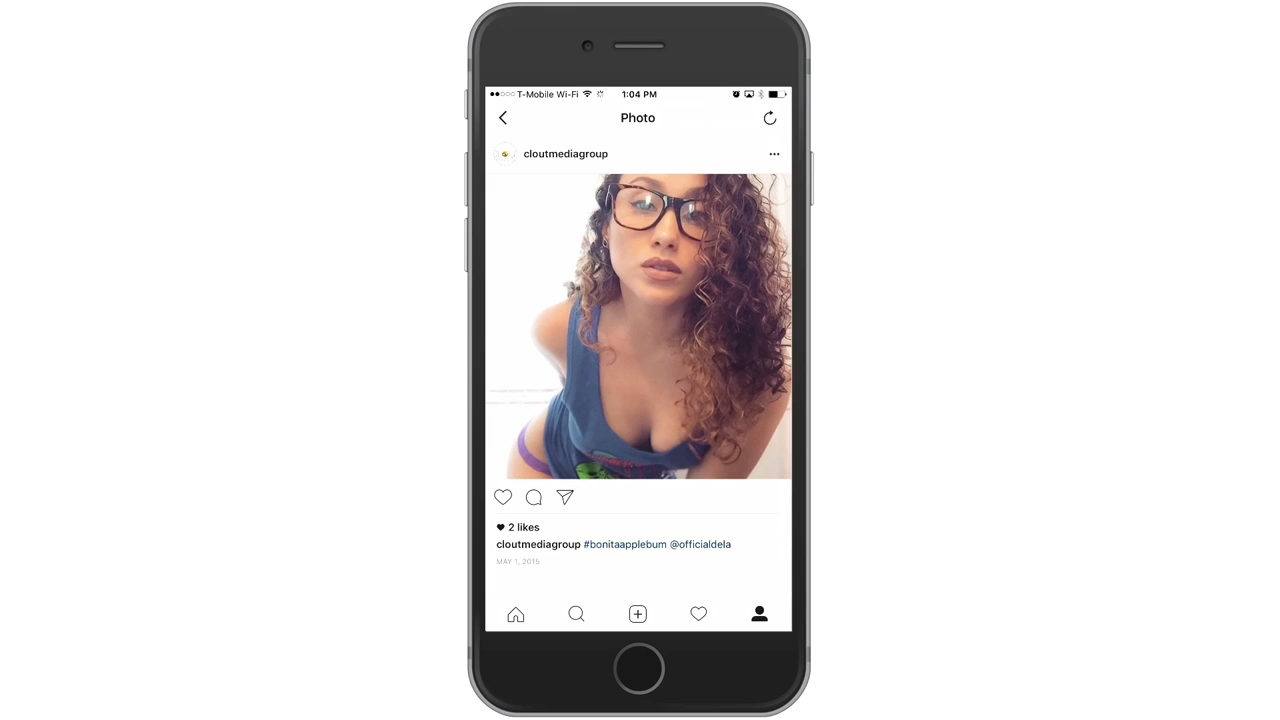 T-Mobile Wi-Fi 1:04 PM
Photo
cloutmediagroup
2 likes
cloutmediagroup #bonitaapplebum @officialdela
MAY 1, 2015